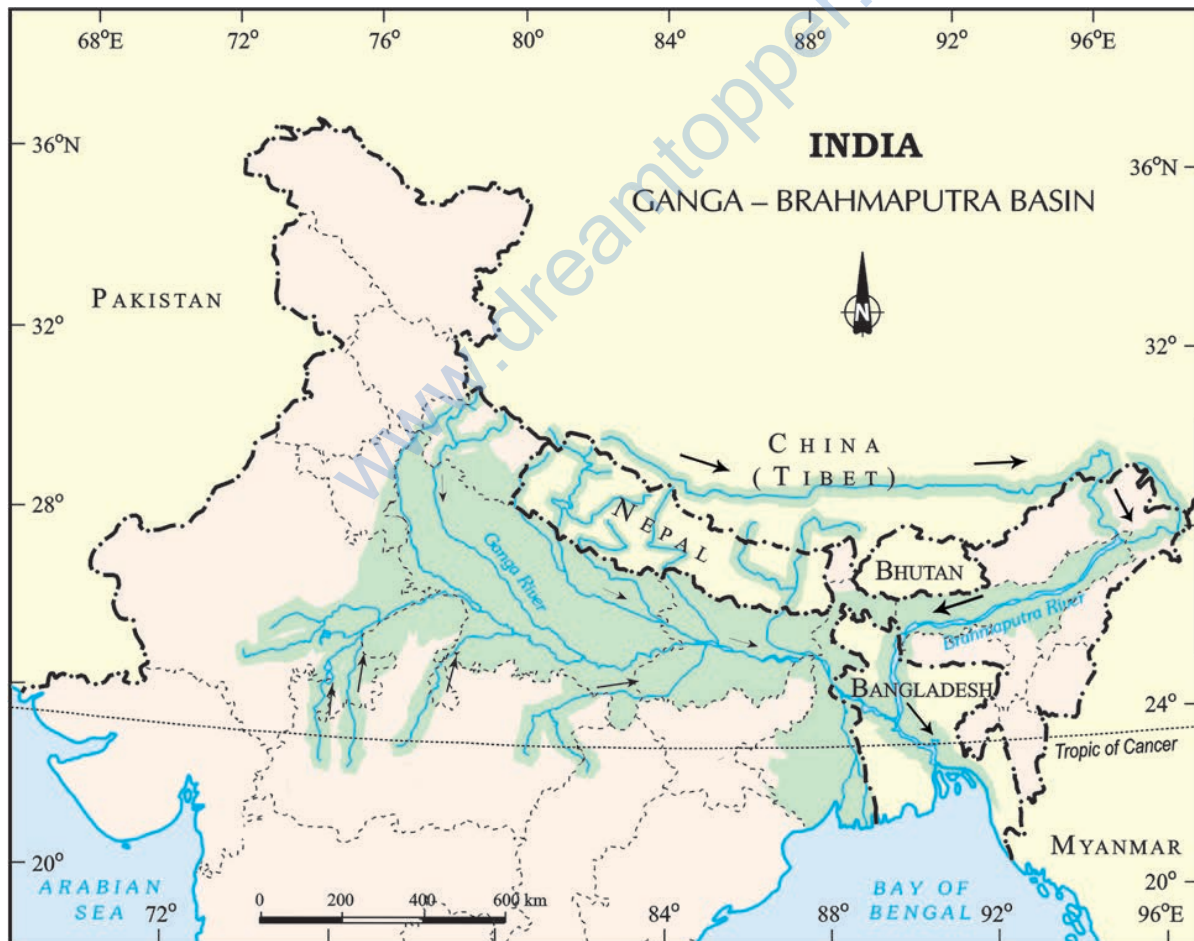 68°E 72° 76° 80° 84° 88° 92° 96°E
www.dreamtopper.
36°N
INDIA
36°N
GANGA – BRAHMAPUTRA BASIN
PAKISTAN
N
32°
32°
CHINA
(TIBET)
28°
28°
NEPAL
BHUTAN
Ganga River
Brahmaputra River
BANGLADESH
24°
Tropic of Cancer
MYANMAR
20°
20°
ARABIAN
SEA
BAY OF
BENGAL
0 200 400 600 km
72° 84° 88° 92° 96°E